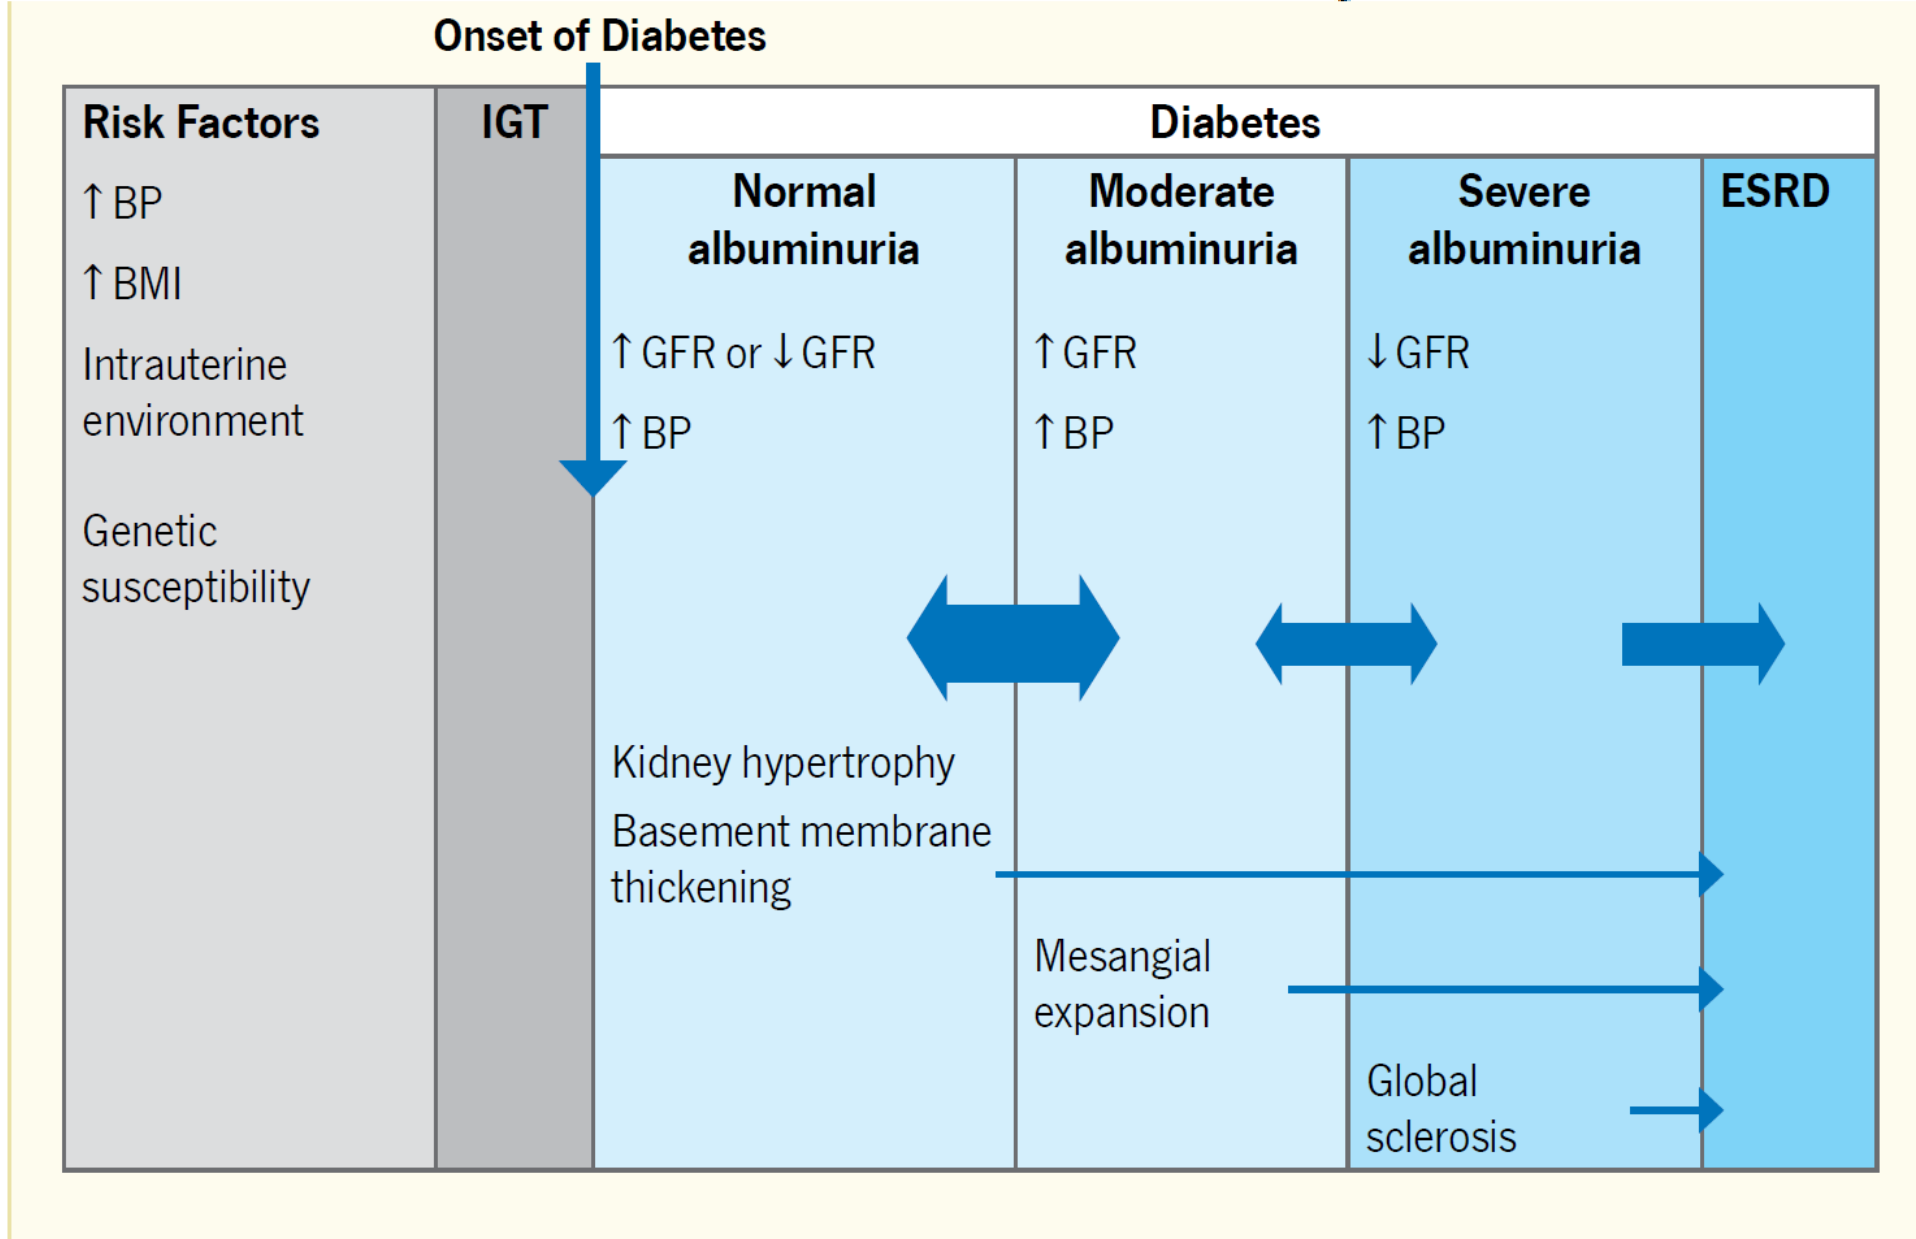 Onset of Diabetes
Risk Factors
↑ BP
↑ BMI
Intrauterine
environment
Genetic
susceptibility
IGT
Diabetes
Normal
albuminuria
↑ GFR or ↓ GFR
↑ BP
Kidney hypertrophy
Basement membrane
thickening
Moderate
albuminuria
↑ GFR
↑ BP
Mesangial
expansion
Severe
albuminuria
↓ GFR
↑ BP
Global
sclerosis
ESRD